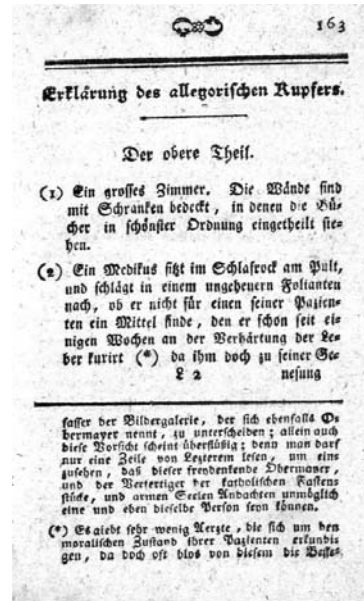 163
Erklärung des allegorischen Kupfers.
Der obere Theil.
(1) Ein grosses Zimmer. Die Wände sind
mit Schranken bedeckt, in denen die Bü-
cher in schönster Ordnung eingetheilt ste-
hen.
(2) Ein Medikus sitzt im Schlafrock am Pult,
und schlägt in einem ungeheuern Folianten
nach, ob er nicht für einen seiner Pazien-
ten ein Mittel finde, den er schon seit ei-
nigen Wochen an der Verhärtung der Le-
ber kurirt (*) da ihm doch zu seiner Ge-
L 2 nesung
fasser der Bildergalerie, der sich ebenfalls O-
bermayer nennt, zu unterscheiden; allein auch
diese Vorsicht scheint überflüßig; denn man darf
nur eine Zeile von Lezterem lesen, um ein-
zusehen, daß dieser freydenkende Obermayer,
und der Verfertiger der katholischen Fasten-
stücke, und armen Seelen Andachten unmöglich
eine und eben dieselbe Person seyn können.
(*) Es giebt sehr wenig Aerzte, die sich um den
moralischen Zustand ihrer Pazienten erkundi-
gen, da doch oft blos von diesem die Besse-